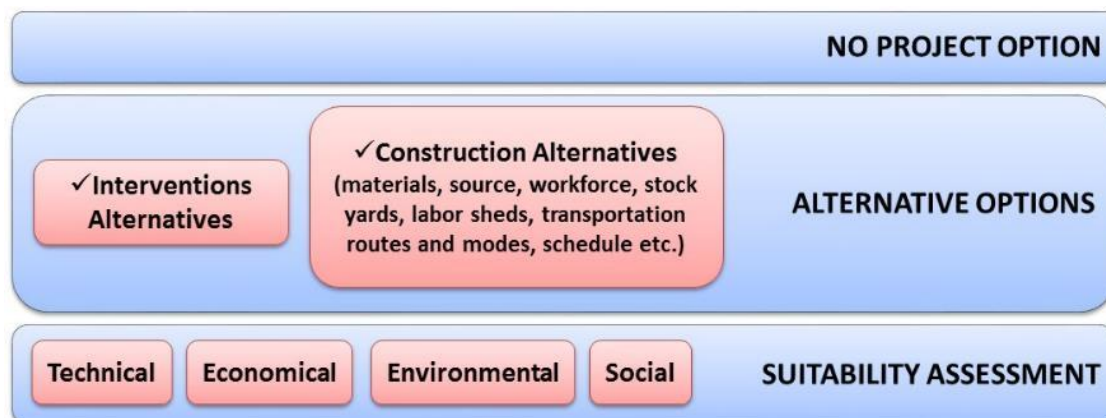 NO PROJECT OPTION
✓Interventions
Alternatives
✓Construction Alternatives
(materials, source, workforce, stock
yards, labor sheds, transportation
routes and modes, schedule etc.)
ALTERNATIVE OPTIONS
Technical
Economical
Environmental
Social
SUITABILITY ASSESSMENT